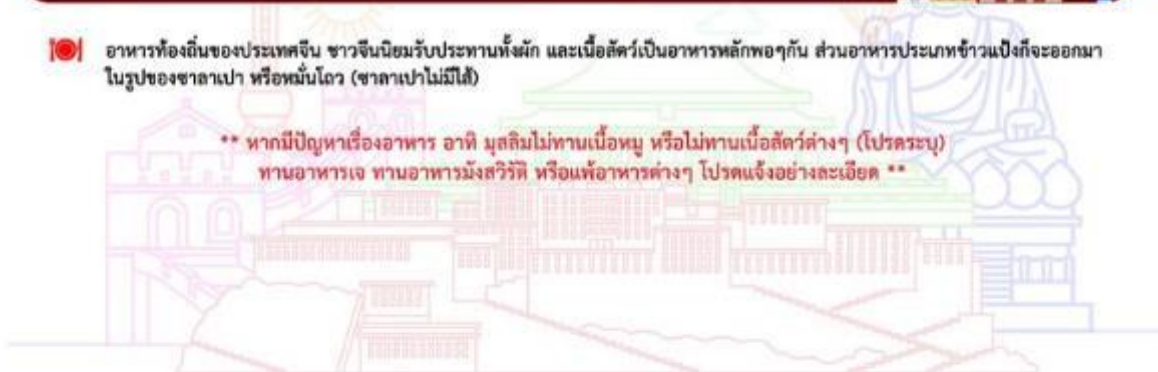 อาหารท้องถิ่นของประเทศจีน ชาวจีนนิยมรับประทานทั้งผัก และเนื้อสัตว์เป็นอาหารหลักพอๆกัน ส่วนอาหารประเภทข้าวแป้งก็จะออกมา
ในรูปของซาลาเปา หรือหมั่นโถว (ซาลาเปาไม่มีไส้)
** หากมีปัญหาเรื่องอาหาร อาทิ มุสลิมไม่ทานเนื้อหมู หรือไม่ทานเนื้อสัตว์ต่างๆ (โปรดระบุ)
ทานอาหารเจ ทานอาหารมังสวิรัติ หรือแพ้อาหารต่างๆ โปรดแจ้งอย่างละเอียด **